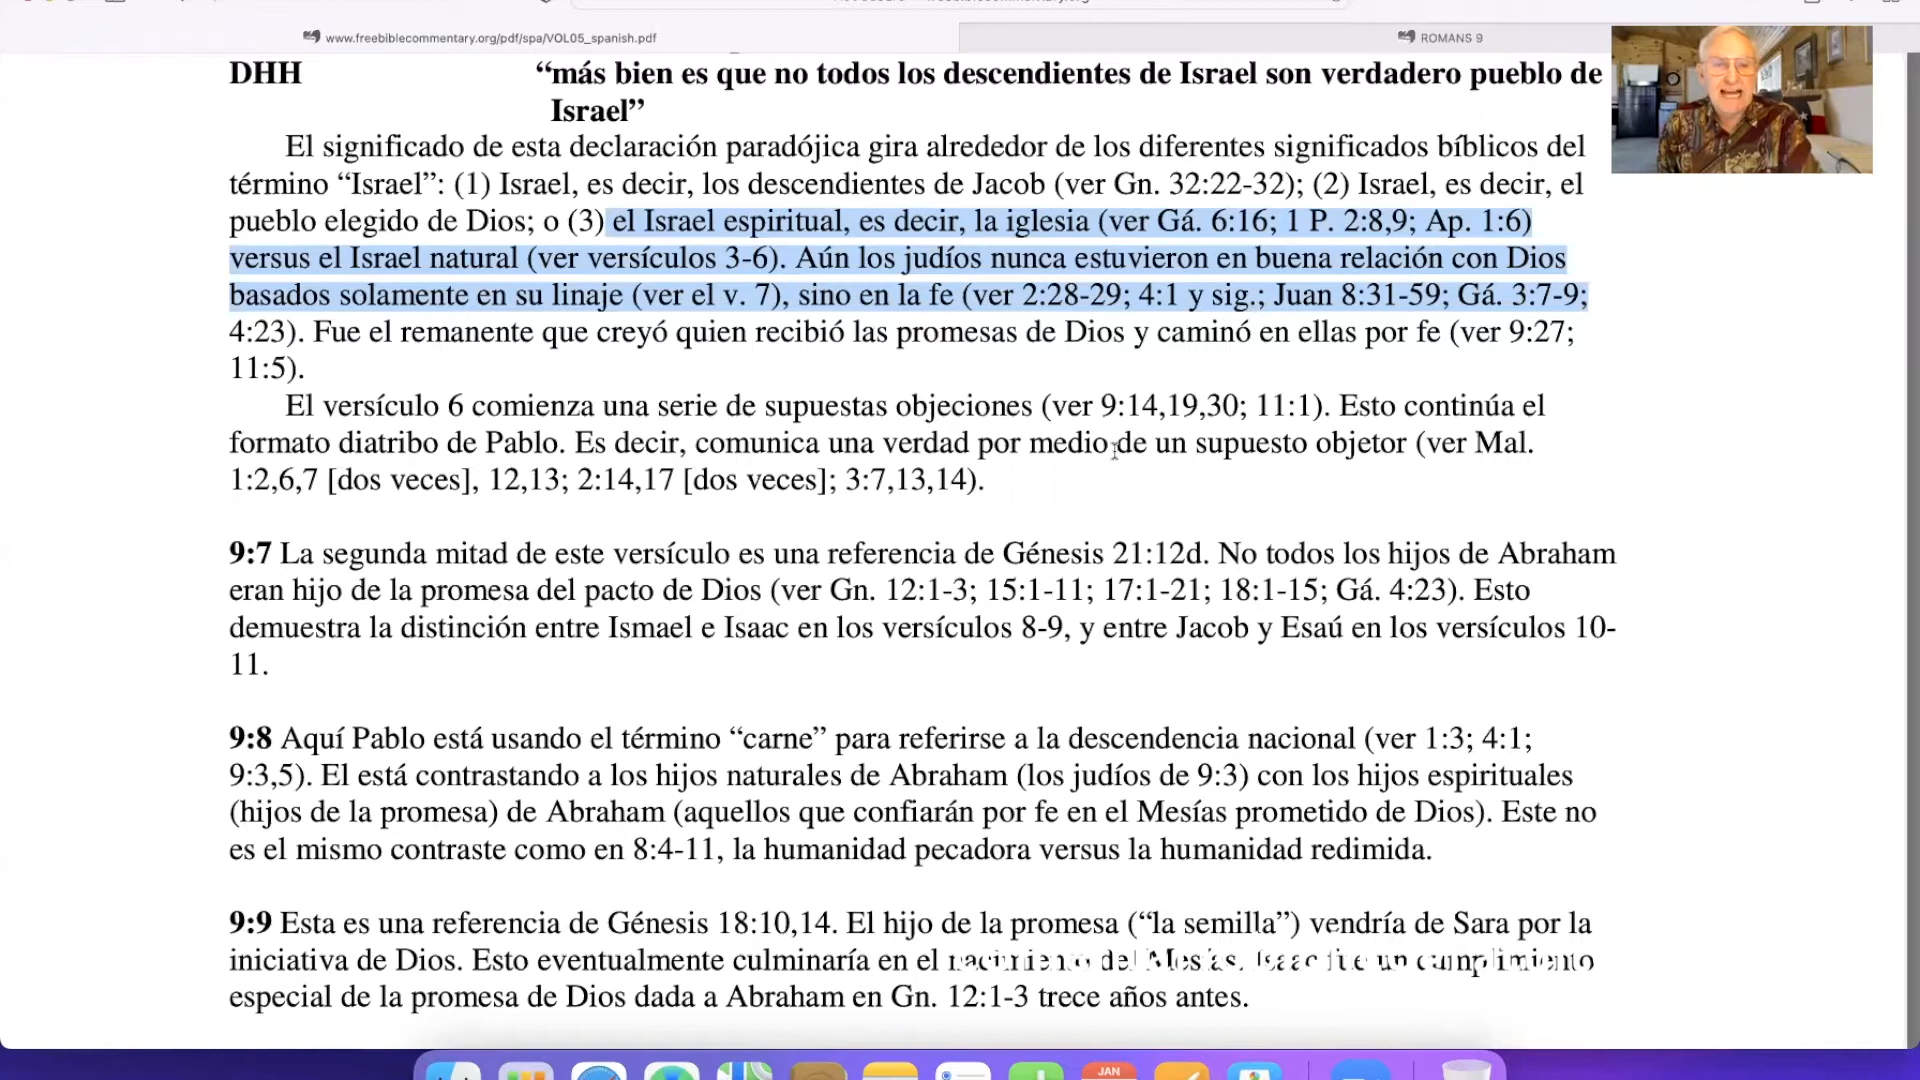 www.freebiblecommentary.org/pdf/spa/VOL05_spanish.pdf
ROMANS 9
DHH “más bien es que no todos los descendientes de Israel son verdadero pueblo de
Israel”
El significado de esta declaración paradójica gira alrededor de los diferentes significados bíblicos del
término “Israel”: (1) Israel, es decir, los descendientes de Jacob (ver Gn. 32:22-32); (2) Israel, es decir, el
pueblo elegido de Dios; o (3) el Israel espiritual, es decir, la iglesia (ver Gá. 6:16; 1 P. 2:8,9; Ap. 1:6)
versus el Israel natural (ver versículos 3-6). Aún los judíos nunca estuvieron en buena relación con Dios
basados solamente en su linaje (ver el v. 7), sino en la fe (ver 2:28-29; 4:1 y sig.; Juan 8:31-59; Gá. 3:7-9;
4:23). Fue el remanente que creyó quien recibió las promesas de Dios y caminó en ellas por fe (ver 9:27;
11:5).
El versículo 6 comienza una serie de supuestas objeciones (ver 9:14,19,30; 11:1). Esto continúa el
formato diatribo de Pablo. Es decir, comunica una verdad por medio de un supuesto objetor (ver Mal.
1:2,6,7 [dos veces], 12,13; 2:14,17 [dos veces]; 3:7,13,14).
9:7 La segunda mitad de este versículo es una referencia de Génesis 21:12d. No todos los hijos de Abraham
eran hijo de la promesa del pacto de Dios (ver Gn. 12:1-3; 15:1-11; 17:1-21; 18:1-15; Gá. 4:23). Esto
demuestra la distinción entre Ismael e Isaac en los versículos 8-9, y entre Jacob y Esaú en los versículos 10-
11.
9:8 Aquí Pablo está usando el término “carne” para referirse a la descendencia nacional (ver 1:3; 4:1;
9:3,5). El está contrastando a los hijos naturales de Abraham (los judíos de 9:3) con los hijos espirituales
(hijos de la promesa) de Abraham (aquellos que confiarán por fe en el Mesías prometido de Dios). Este no
es el mismo contraste como en 8:4-11, la humanidad pecadora versus la humanidad redimida.
9:9 Esta es una referencia de Génesis 18:10,14. El hijo de la promesa (“la semilla”) vendría de Sara por la
iniciativa de Dios. Esto eventualmente culminaría en el nacimiento del Mesías. Isaac fue un cumplimiento
especial de la promesa de Dios dada a Abraham en Gn. 12:1-3 trece años antes.
JAN